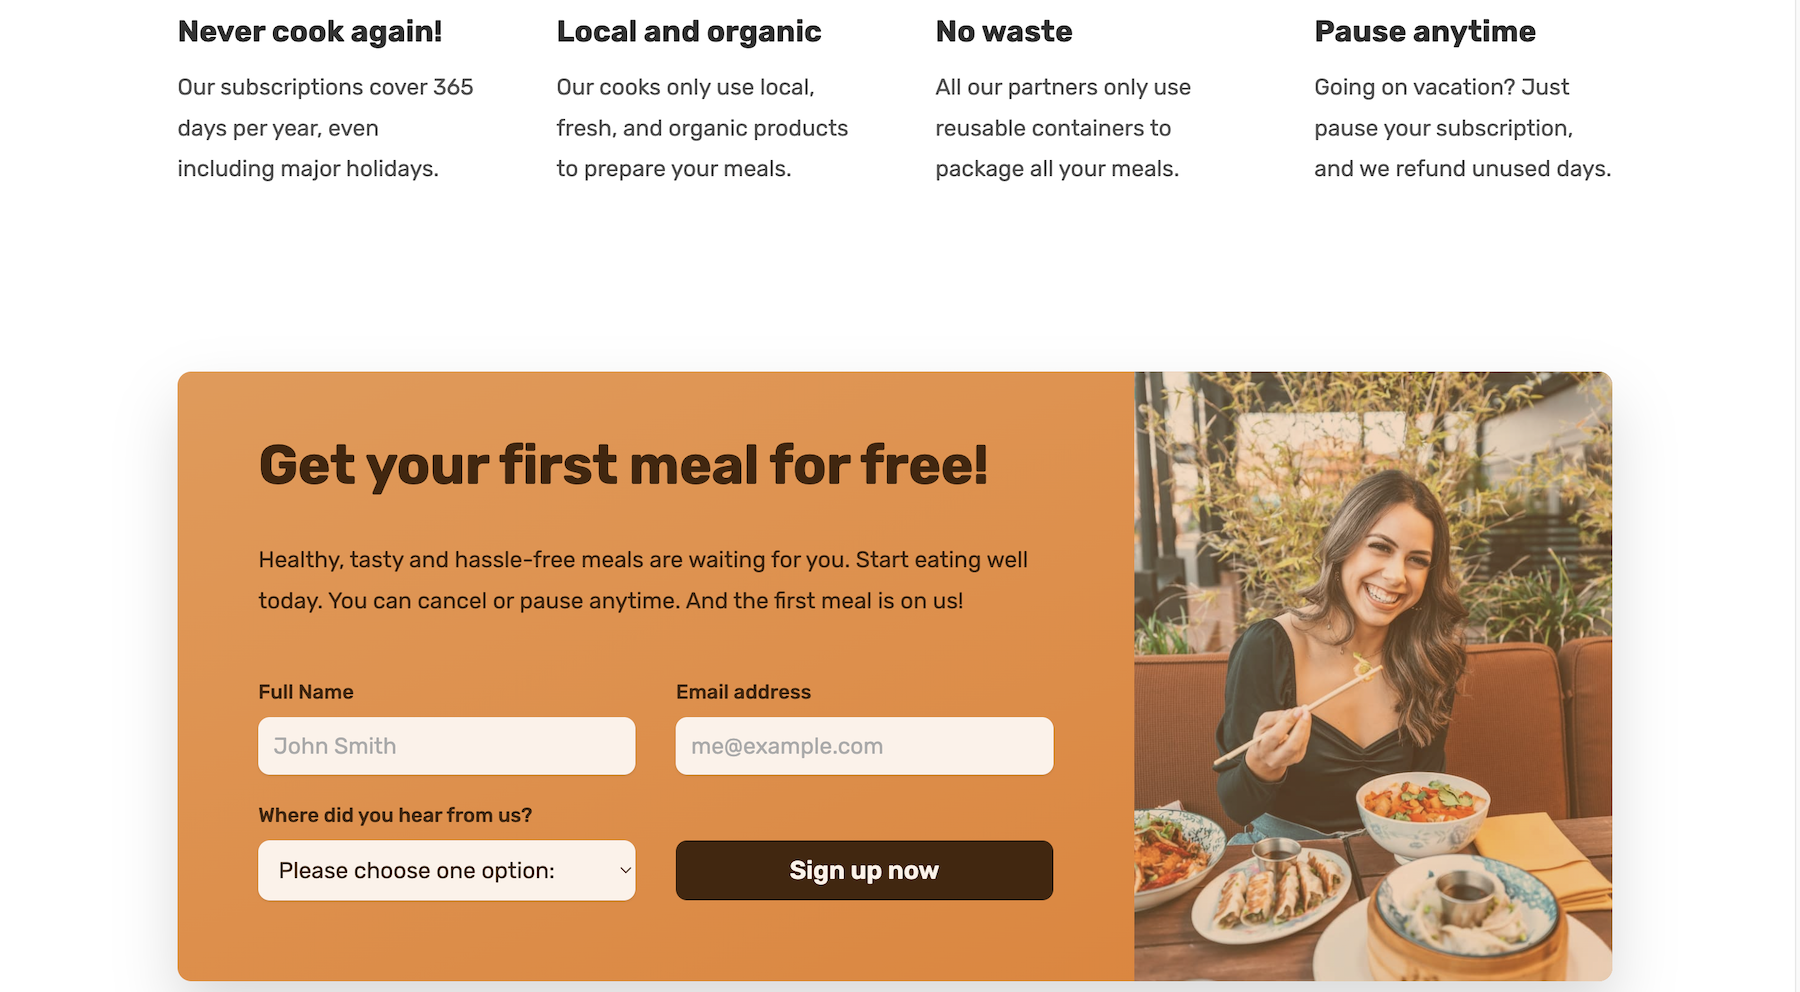 Never cook again!
Our subscriptions cover 365
days per year, even
including major holidays.
Local and organic
Our cooks only use local,
fresh, and organic products
to prepare your meals.
No waste
All our partners only use
reusable containers to
package all your meals.
Pause anytime
Going on vacation? Just
pause your subscription,
and we refund unused days.
Get your first meal for free!
Healthy, tasty and hassle-free meals are waiting for you. Start eating well
today. You can cancel or pause anytime. And the first meal is on us!
Full Name
John Smith
Email address
me@example.com
Where did you hear from us?
Please choose one option:
Sign up now